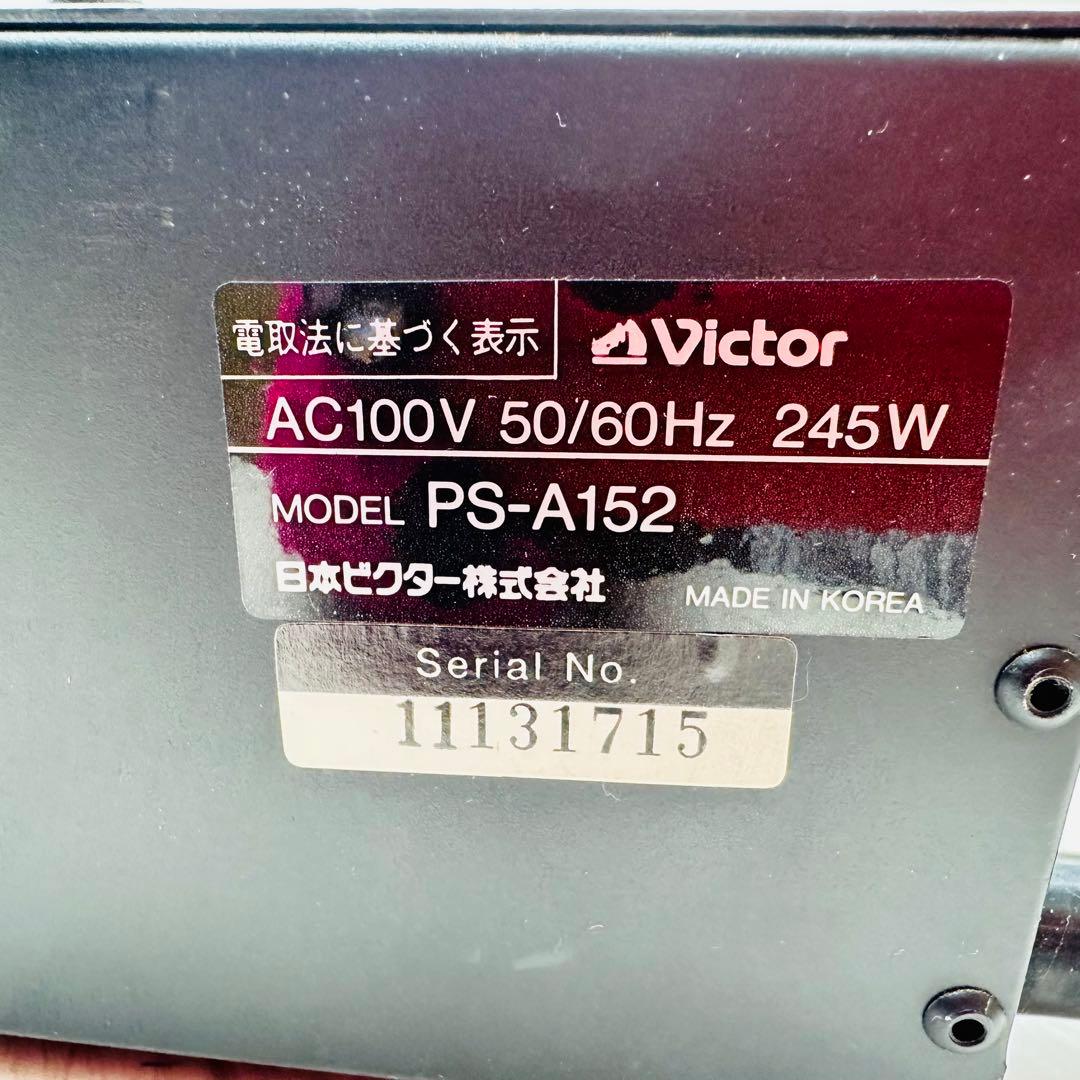 電取法に基づく表示
Victor
AC100V 50/60Hz 245W
MODEL PS-A152
日本ビクター株式会社
MADE IN KOREA
Serial No.
11131715